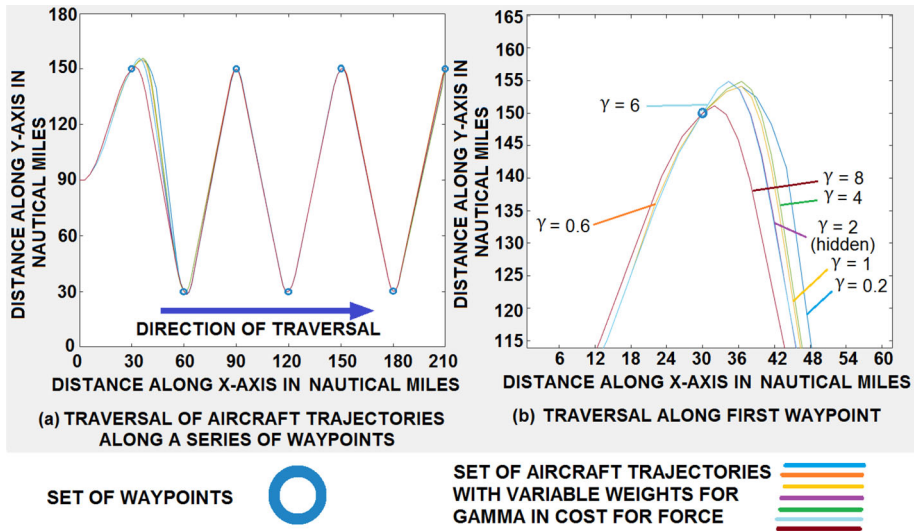 180
150
120
90
60
30
0
DISTANCE ALONG Y-AXIS IN
NAUTICAL MILES
0 30 60 90 120 150 180 210
DISTANCE ALONG X-AXIS IN NAUTICAL MILES
DIRECTION OF TRAVERSAL
(a) TRAVERSAL OF AIRCRAFT TRAJECTORIES
ALONG A SERIES OF WAYPOINTS
165
160
155
150
145
140
135
130
125
120
115
DISTANCE ALONG Y-AXIS IN
NAUTICAL MILES
γ = 6
γ = 0.6
γ = 8
γ = 4
γ = 2
(hidden)
γ = 1
γ = 0.2
6 12 18 24 30 36 42 48 54 60
DISTANCE ALONG X-AXIS IN NAUTICAL MILES
(b) TRAVERSAL ALONG FIRST WAYPOINT
SET OF WAYPOINTS
SET OF AIRCRAFT TRAJECTORIES
WITH VARIABLE WEIGHTS FOR
GAMMA IN COST FOR FORCE